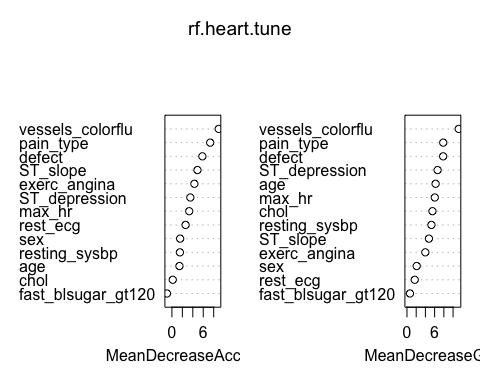 rf.heart.tune
vessels_colorflu
pain_type
defect
ST_slope
exerc_angina
ST_depression
max_hr
rest_ecg
sex
resting_sysbp
age
chol
fast_blsugar_gt120
0 6
MeanDecreaseAcc
vessels_colorflu
pain_type
defect
ST_depression
age
max_hr
chol
resting_sysbp
ST_slope
exerc_angina
sex
rest_ecg
fast_blsugar_gt120
0 6
MeanDecreaseG